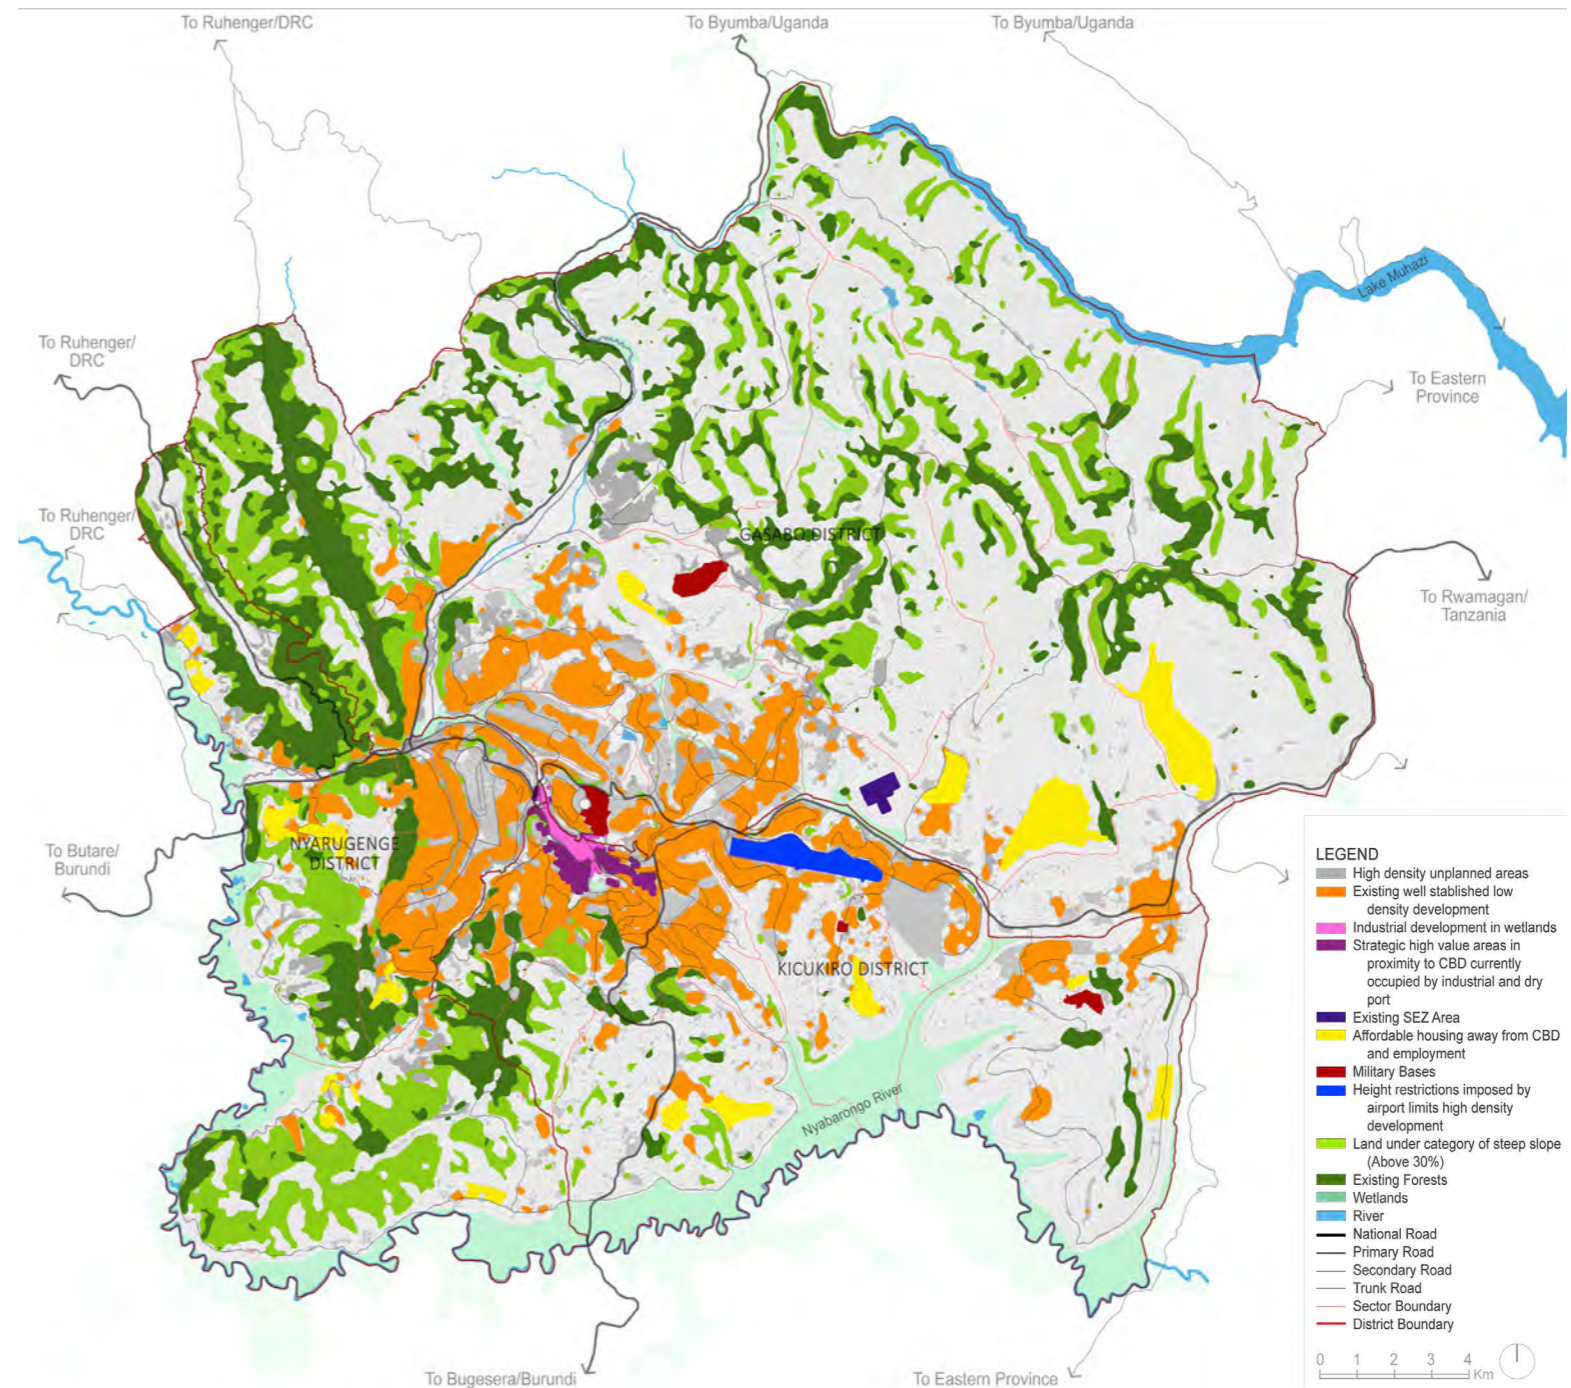 To Ruhenger/DRC
To Byumba/Uganda
To Byumba/Uganda
Lake Muhazi
To Ruhenger/
DRC
To Eastern
Province
To Ruhenger/
DRC
GASABO DISTRICT
To Rwamagan/
Tanzania
To Butare/
Burundi
NYARUGENGE
DISTRICT
KICUKIRO DISTRICT
Nyabarongo River
To Bugesera/Burundi
To Eastern Province
LEGEND
High density unplanned areas
Existing well stablished low
density development
Industrial development in wetlands
Strategic high value areas in
proximity to CBD currently
occupied by industrial and dry
port
Existing SEZ Area
Affordable housing away from CBD
and employment
Military Bases
Height restrictions imposed by
airport limits high density
development
Land under category of steep slope
(Above 30%)
Existing Forests
Wetlands
River
National Road
Primary Road
Secondary Road
Trunk Road
Sector Boundary
District Boundary
0 1 2 3 4 Km